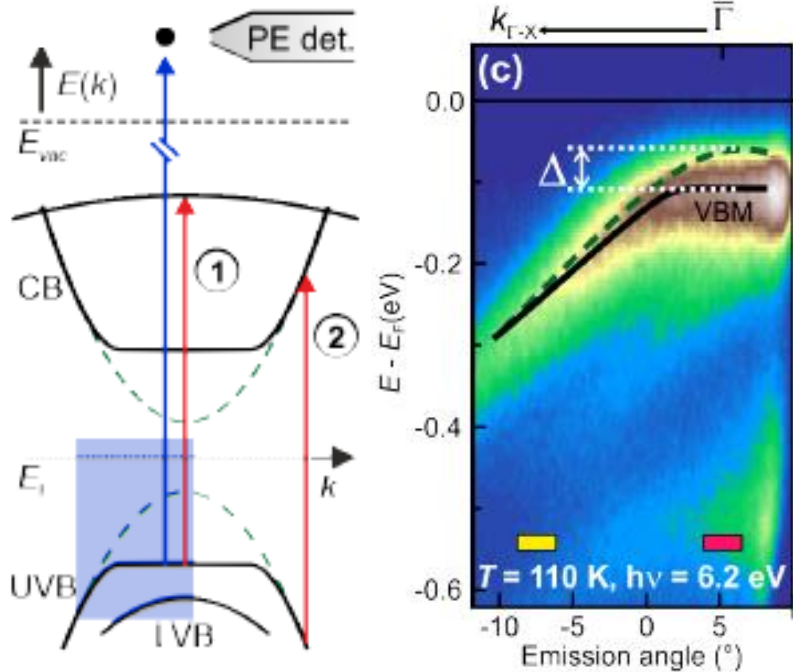 PE det.
E(k)
E_vac
CB
1
2
E_i
k
UVB
LVB
k_Γ-X
Γ̅
(c)
0.0
Δ
VBM
-0.2
E - E_F(eV)
-0.4
-0.6
T = 110 K, hν = 6.2 eV
-10
-5
0
5
Emission angle (°)